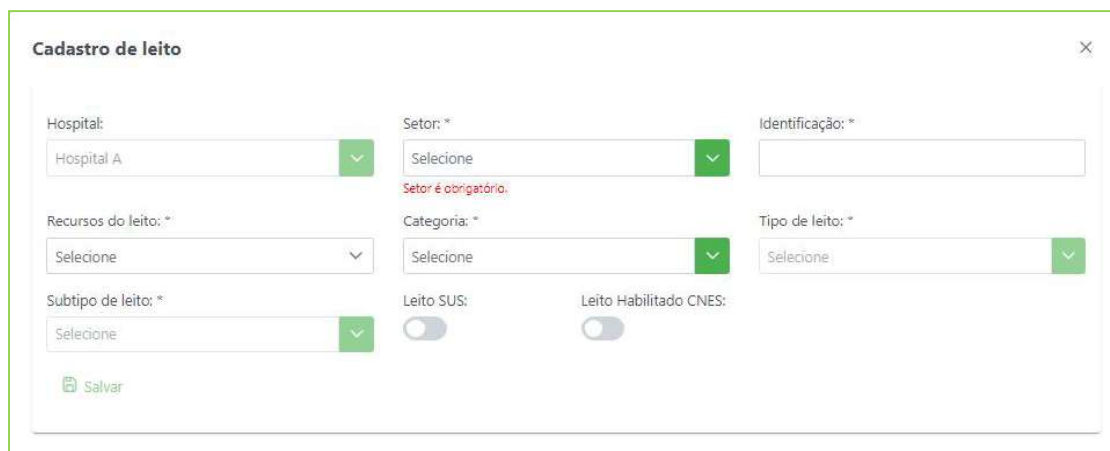 Cadastro de leito
Hospital: Setor: * Identificação: *
Hospital A Selecione
Setor é obrigatório.
Recursos do leito: * Categoria: * Tipo de leito: *
Selecione Selecione Selecione
Subtipo de leito: * Leito SUS: Leito Habilitado CNES:
Selecione
Salvar